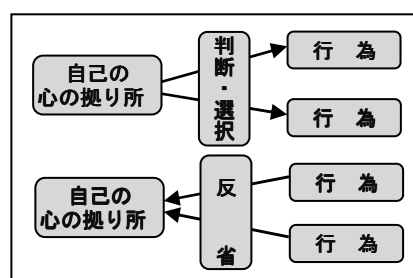 自己の
心の拠り所
判断・選択
行　為
行　為
自己の
心の拠り所
反　省
行　為
行　為